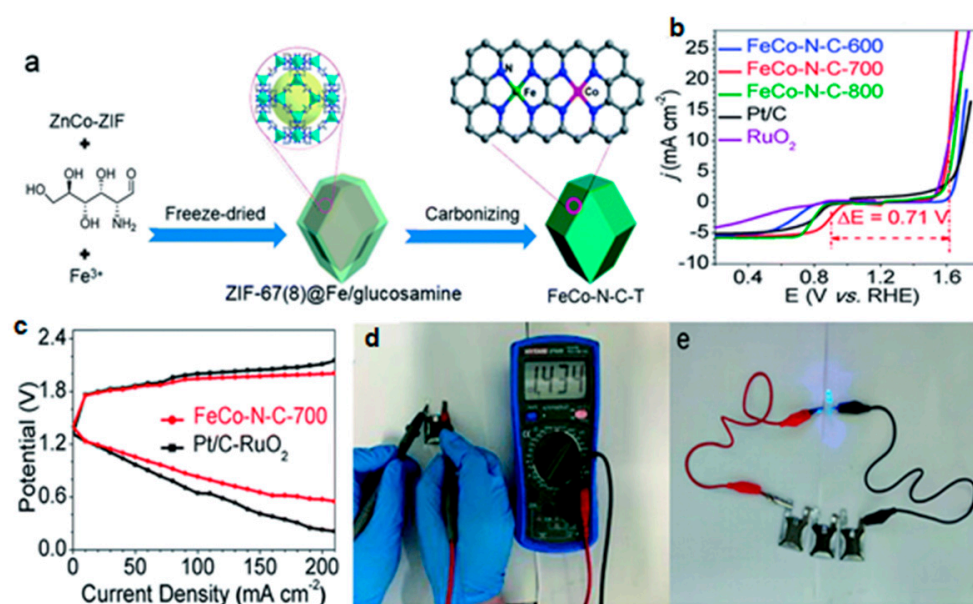 a
ZnCo-ZIF
+
HO
OH
OH
O
HO
OH
NH₂
+
Fe³⁺
Freeze-dried
ZIF-67(8)@Fe/glucosamine
Carbonizing
N
Fe
Co
FeCo-N-C-T
b
25
20
15
10
5
0
-5
-10
j (mA cm⁻²)
FeCo-N-C-600
FeCo-N-C-700
FeCo-N-C-800
Pt/C
RuO₂
ΔE = 0.71 V
0.4
0.8
1.2
1.6
E (V vs. RHE)
c
2.4
1.8
1.2
0.6
0.0
Potential (V)
FeCo-N-C-700
Pt/C-RuO₂
0
50
100
150
200
Current Density (mA cm⁻²)
d
1.434
e